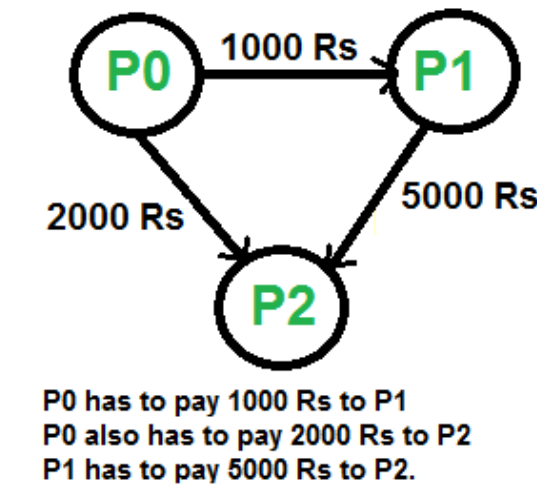 1000 Rs
P0
P1
2000 Rs
5000 Rs
P2
P0 has to pay 1000 Rs to P1
P0 also has to pay 2000 Rs to P2
P1 has to pay 5000 Rs to P2.